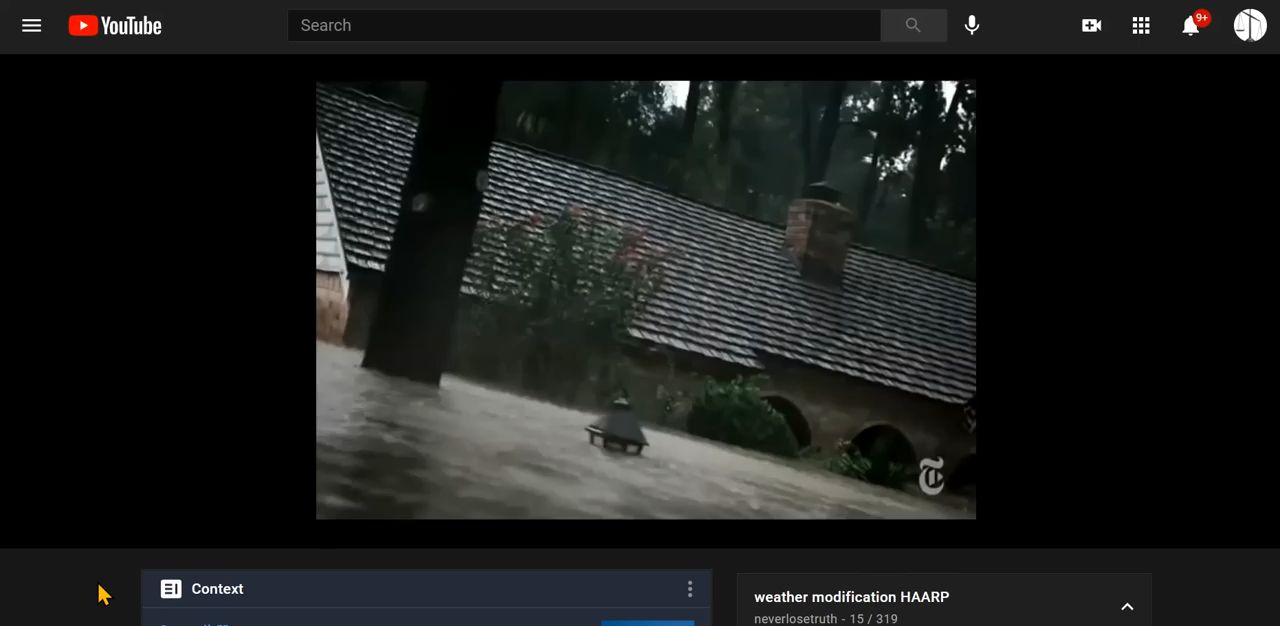 YouTube
Search
9+
T
Context
weather modification HAARP
neverlosetruth - 15 / 319